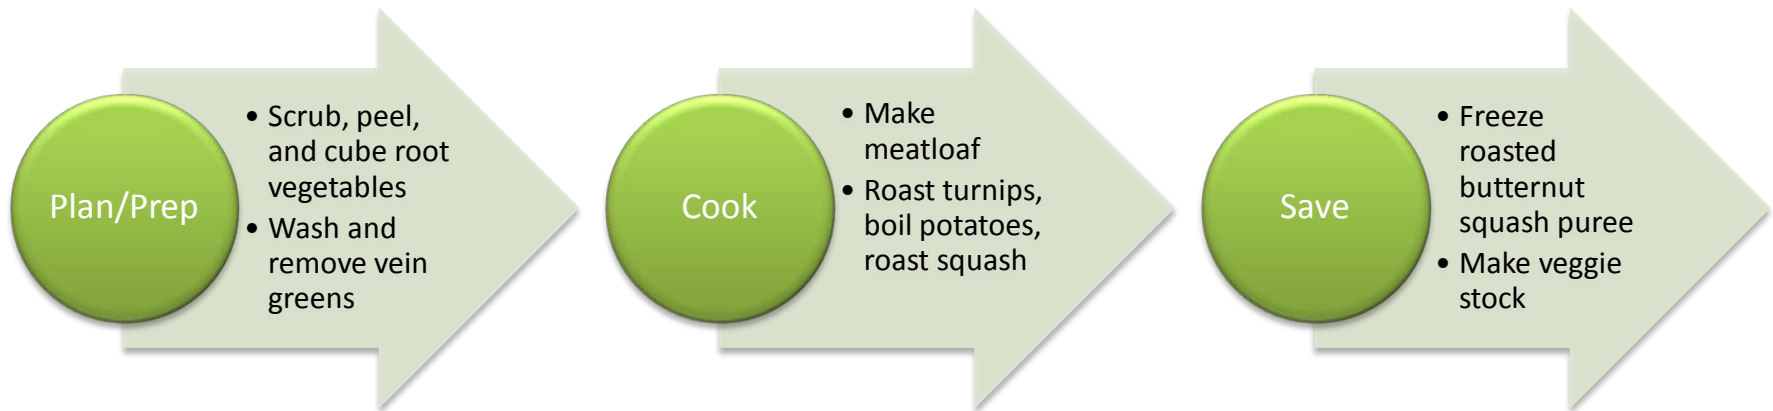 Plan/Prep
• Scrub, peel,
and cube root
vegetables
• Wash and
remove vein
greens
Cook
• Make
meatloaf
• Roast turnips,
boil potatoes,
roast squash
Save
• Freeze
roasted
butternut
squash puree
• Make veggie
stock